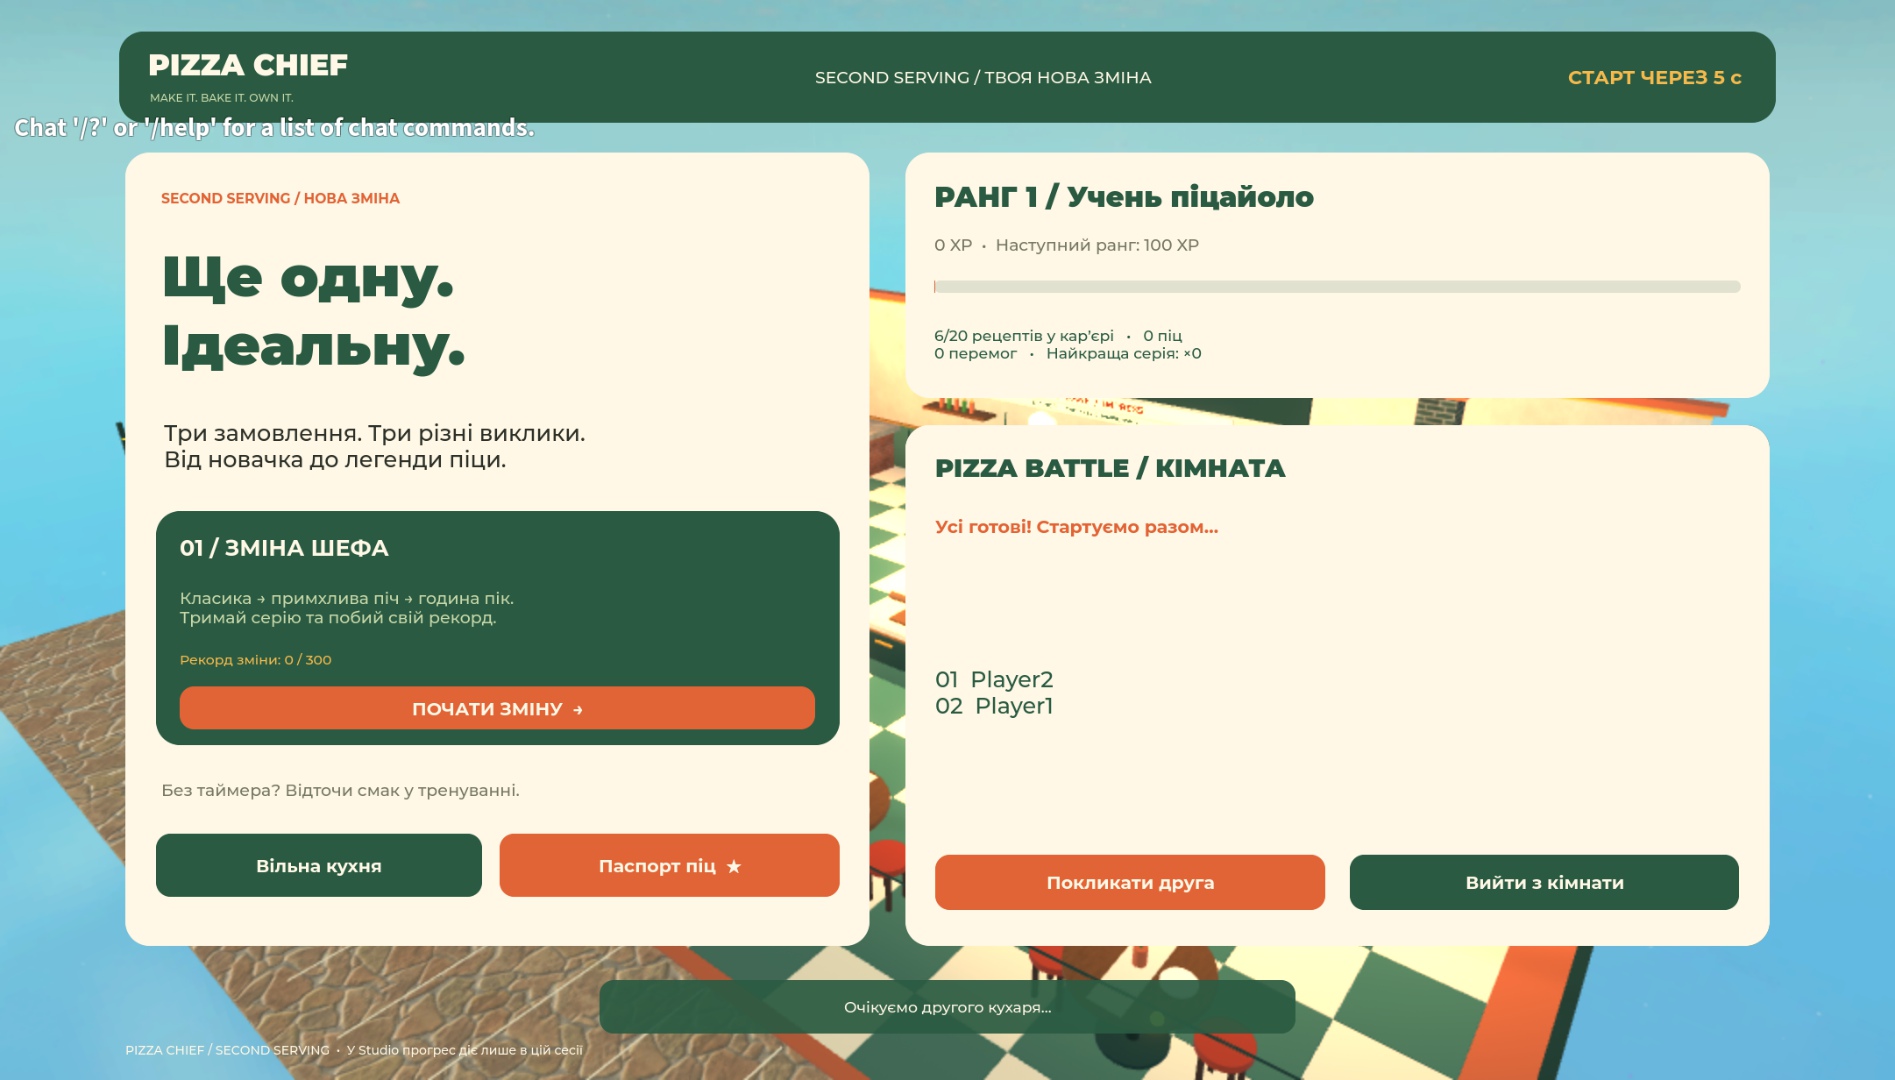 PIZZA CHIEF
MAKE IT. BAKE IT. OWN IT.
SECOND SERVING / ТВОЯ НОВА ЗМІНА
СТАРТ ЧЕРЕЗ 5 с
Chat '/?' or '/help' for a list of chat commands.
SECOND SERVING / НОВА ЗМІНА
Ще одну.
Ідеальну.
Три замовлення. Три різні виклики.
Від новачка до легенди піци.
01 / ЗМІНА ШЕФА
Класика → примхлива піч → година пік.
Тримай серію та побий свій рекорд.
Рекорд зміни: 0 / 300
ПОЧАТИ ЗМІНУ →
Без таймера? Відточи смак у тренуванні.
Вільна кухня
Паспорт піц ★
РАНГ 1 / Учень піцайоло
0 XP • Наступний ранг: 100 XP
6/20 рецептів у кар'єрі • 0 піц
0 перемог • Найкраща серія: ×0
PIZZA BATTLE / КІМНАТА
Усі готові! Стартуємо разом...
01 Player2
02 Player1
Покликати друга
Вийти з кімнати
Очікуємо другого кухаря...
PIZZA CHIEF / SECOND SERVING • У Studio прогрес діє лише в цій сесії